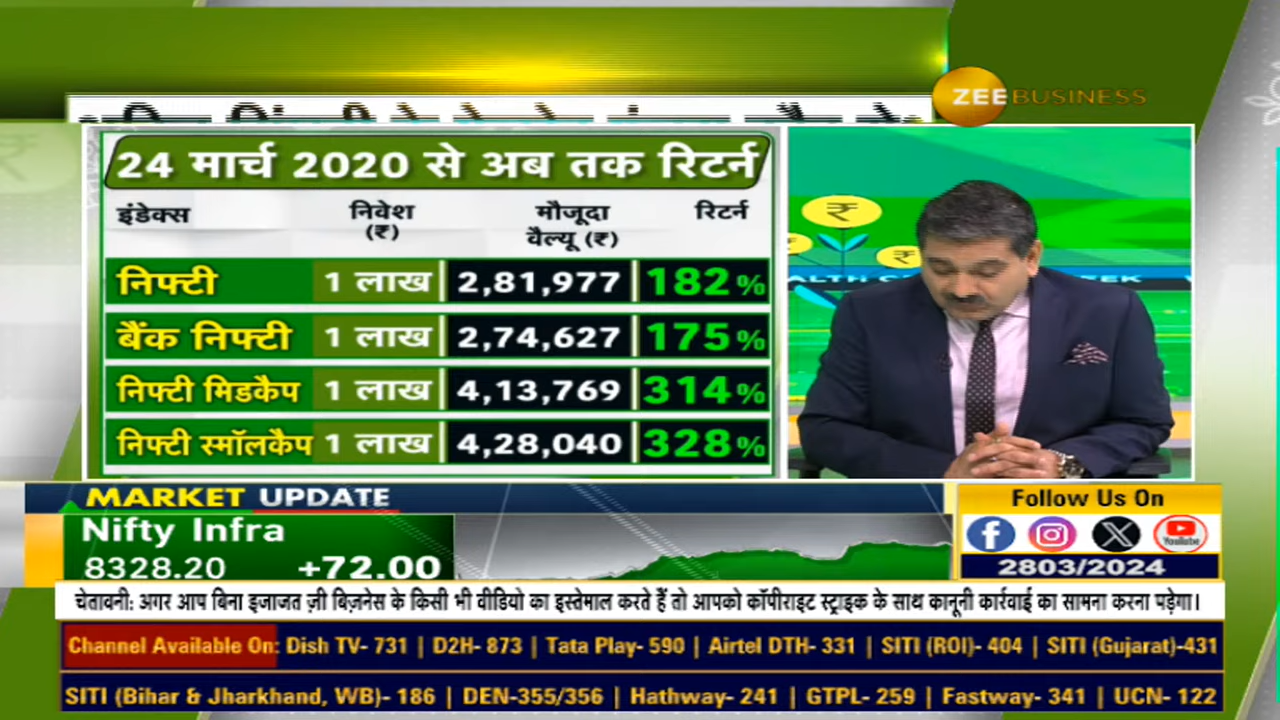 ZEE BUSINESS
24 मार्च 2020 से अब तक रिटर्न
इंडेक्स निवेश (₹) मौजूदा वैल्यू (₹) रिटर्न
निफ्टी 1 लाख 2,81,977 182%
बैंक निफ्टी 1 लाख 2,74,627 175%
निफ्टी मिडकैप 1 लाख 4,13,769 314%
निफ्टी स्मॉलकैप 1 लाख 4,28,040 328%
MARKET UPDATE
Nifty Infra
8328.20 +72.00
Follow Us On
YouTube
2803/2024
चेतावनी: अगर आप बिना इजाजत ज़ी बिज़नेस के किसी भी वीडियो का इस्तेमाल करते हैं तो आपको कॉपीराइट स्ट्राइक के साथ कानूनी कार्रवाई का सामना करना पड़ेगा।
Channel Available On: Dish TV- 731 | D2H- 873 | Tata Play- 590 | Airtel DTH- 331 | SITI (ROI)- 404 | SITI (Gujarat)-431
SITI (Bihar & Jharkhand, WB)- 186 | DEN-355/356 | Hathway- 241 | GTPL- 259 | Fastway- 341 | UCN- 122